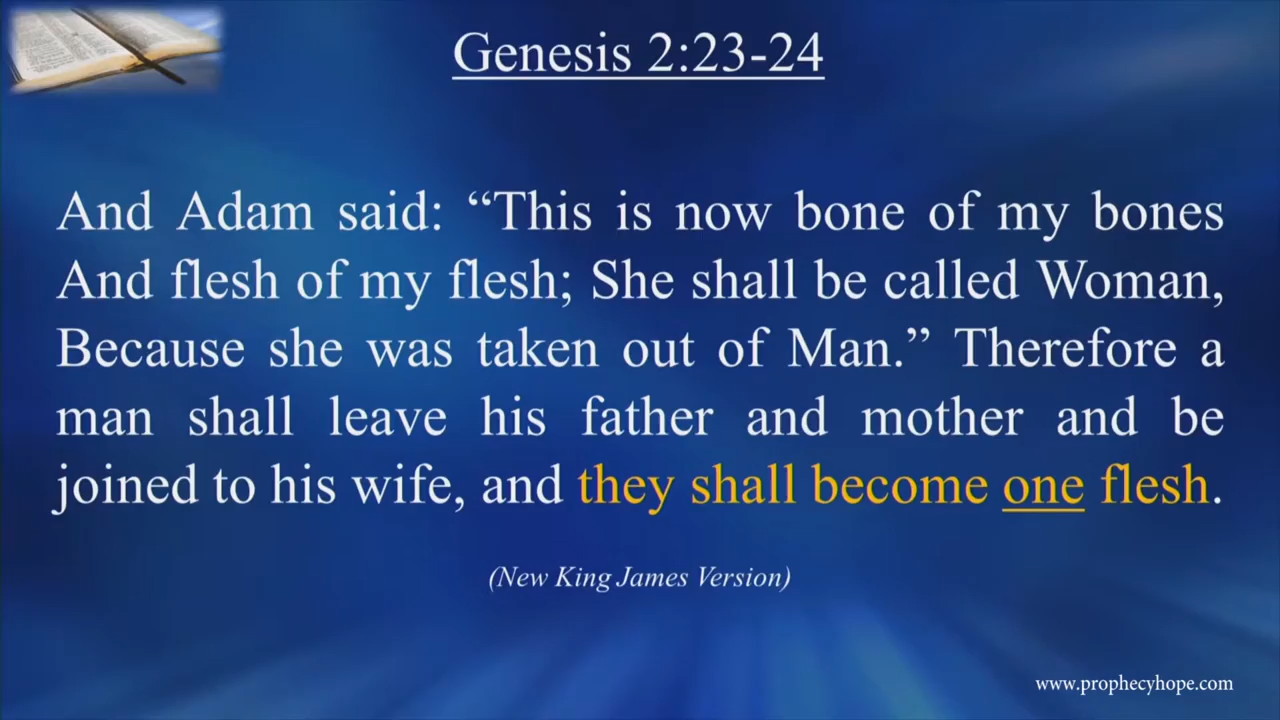 Genesis 2:23-24
And Adam said: “This is now bone of my bones
And flesh of my flesh; She shall be called Woman,
Because she was taken out of Man.” Therefore a
man shall leave his father and mother and be
joined to his wife, and they shall become one flesh.
(New King James Version)
www.prophecyhope.com